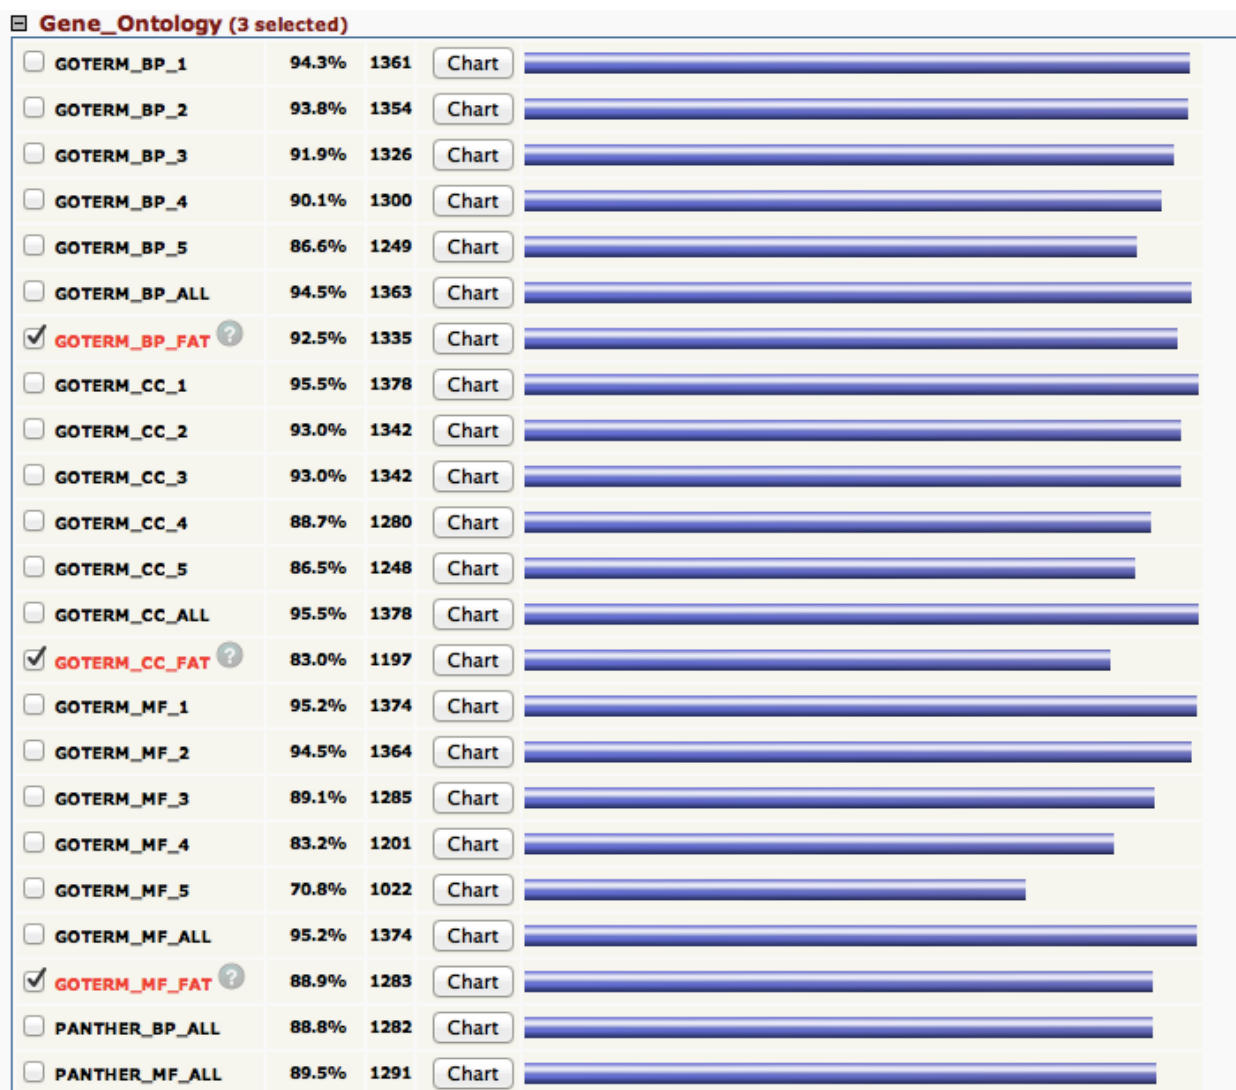 Gene_Ontology (3 selected)
GOTERM_BP_1 94.3% 1361 Chart
GOTERM_BP_2 93.8% 1354 Chart
GOTERM_BP_3 91.9% 1326 Chart
GOTERM_BP_4 90.1% 1300 Chart
GOTERM_BP_5 86.6% 1249 Chart
GOTERM_BP_ALL 94.5% 1363 Chart
GOTERM_BP_FAT ? 92.5% 1335 Chart
GOTERM_CC_1 95.5% 1378 Chart
GOTERM_CC_2 93.0% 1342 Chart
GOTERM_CC_3 93.0% 1342 Chart
GOTERM_CC_4 88.7% 1280 Chart
GOTERM_CC_5 86.5% 1248 Chart
GOTERM_CC_ALL 95.5% 1378 Chart
GOTERM_CC_FAT ? 83.0% 1197 Chart
GOTERM_MF_1 95.2% 1374 Chart
GOTERM_MF_2 94.5% 1364 Chart
GOTERM_MF_3 89.1% 1285 Chart
GOTERM_MF_4 83.2% 1201 Chart
GOTERM_MF_5 70.8% 1022 Chart
GOTERM_MF_ALL 95.2% 1374 Chart
GOTERM_MF_FAT ? 88.9% 1283 Chart
PANTHER_BP_ALL 88.8% 1282 Chart
PANTHER_MF_ALL 89.5% 1291 Chart